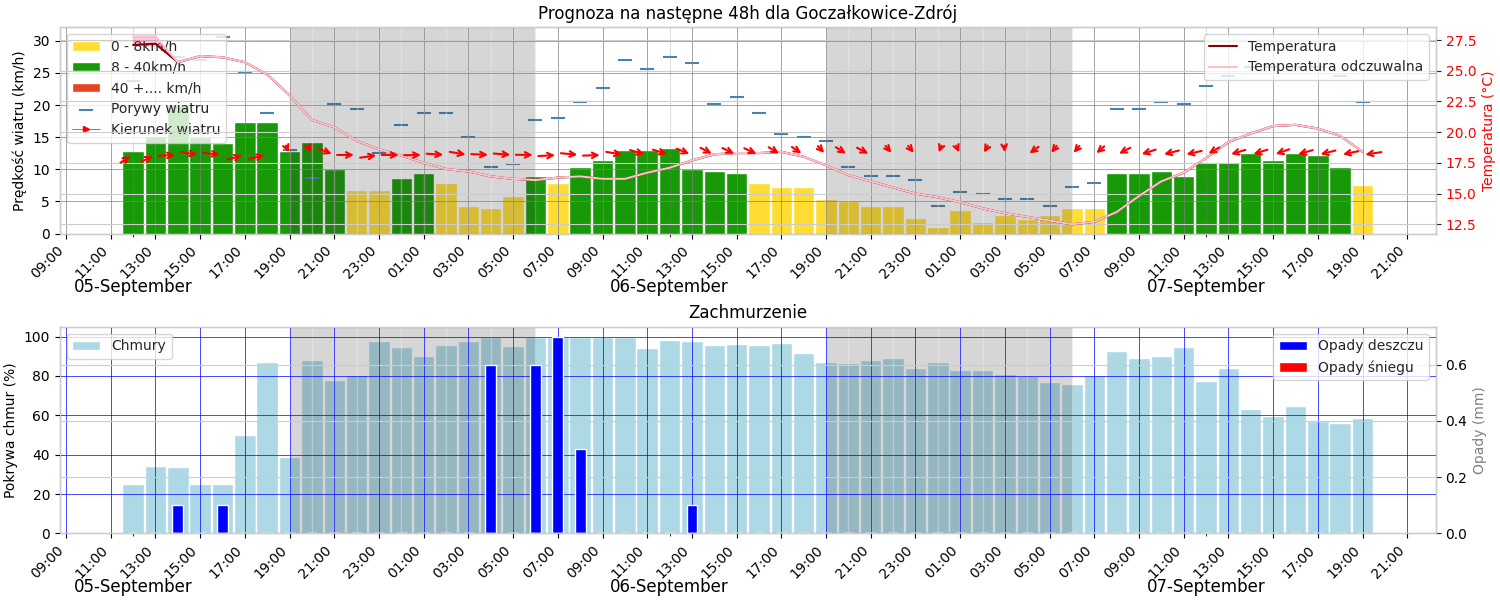 Prognoza na następne 48h dla Goczałkowice-Zdrój
Prędkość wiatru (km/h)
30
25
20
15
10
5
0
0 - 8km/h
8 - 40km/h
40 +.... km/h
Porywy wiatru
Kierunek wiatru
Temperatura
Temperatura odczuwalna
27.5
25.0
22.5
20.0
17.5
15.0
12.5
Temperatura (°C)
09:00 11:00 13:00 15:00 17:00 19:00 21:00 23:00 01:00 03:00 05:00 07:00 09:00 11:00 13:00 15:00 17:00 19:00 21:00 23:00 01:00 03:00 05:00 07:00 09:00 11:00 13:00 15:00 17:00 19:00 21:00
05-September 06-September 07-September
Zachmurzenie
Pokrywa chmur (%)
100
80
60
40
20
0
Chmury
Opady deszczu
Opady śniegu
0.6
0.4
0.2
0.0
Opady (mm)
09:00 11:00 13:00 15:00 17:00 19:00 21:00 23:00 01:00 03:00 05:00 07:00 09:00 11:00 13:00 15:00 17:00 19:00 21:00 23:00 01:00 03:00 05:00 07:00 09:00 11:00 13:00 15:00 17:00 19:00 21:00
05-September 06-September 07-September